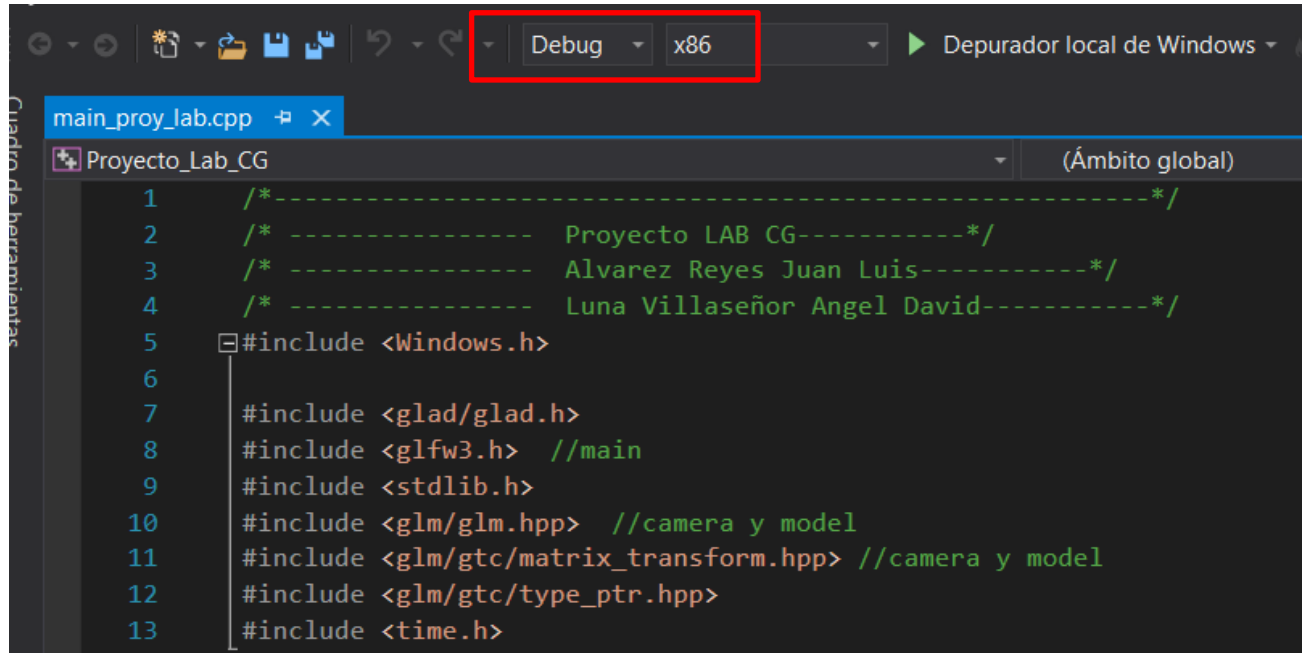 Debug x86 Depurador local de Windows
Cuadro de herramientas
main_proy_lab.cpp
Proyecto_Lab_CG (Ámbito global)
1 /*---------------------------------------------------------*/
2 /* ---------------- Proyecto LAB CG-----------*/
3 /* ---------------- Alvarez Reyes Juan Luis-----------*/
4 /* ---------------- Luna Villaseñor Angel David-----------*/
5 #include <Windows.h>
6
7 #include <glad/glad.h>
8 #include <glfw3.h> //main
9 #include <stdlib.h>
10 #include <glm/glm.hpp> //camera y model
11 #include <glm/gtc/matrix_transform.hpp> //camera y model
12 #include <glm/gtc/type_ptr.hpp>
13 #include <time.h>